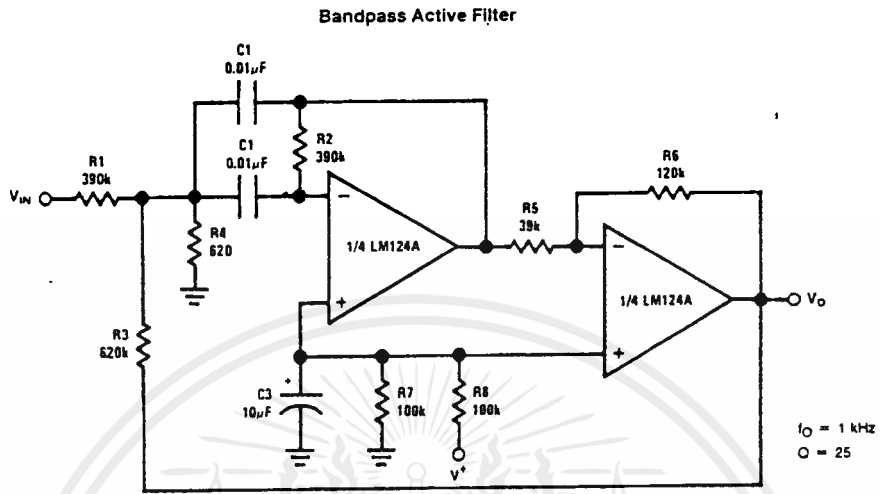 Bandpass Active Filter
C1
0.01µF
C1
0.01µF
R2
390k
R1
390k
VIN
R4
620
R3
620k
1/4 LM124A
R5
39k
R6
120k
1/4 LM124A
VO
C3
10µF
R7
100k
R8
100k
V+
fO = 1 kHz
Q = 25
+
-
+
-
+